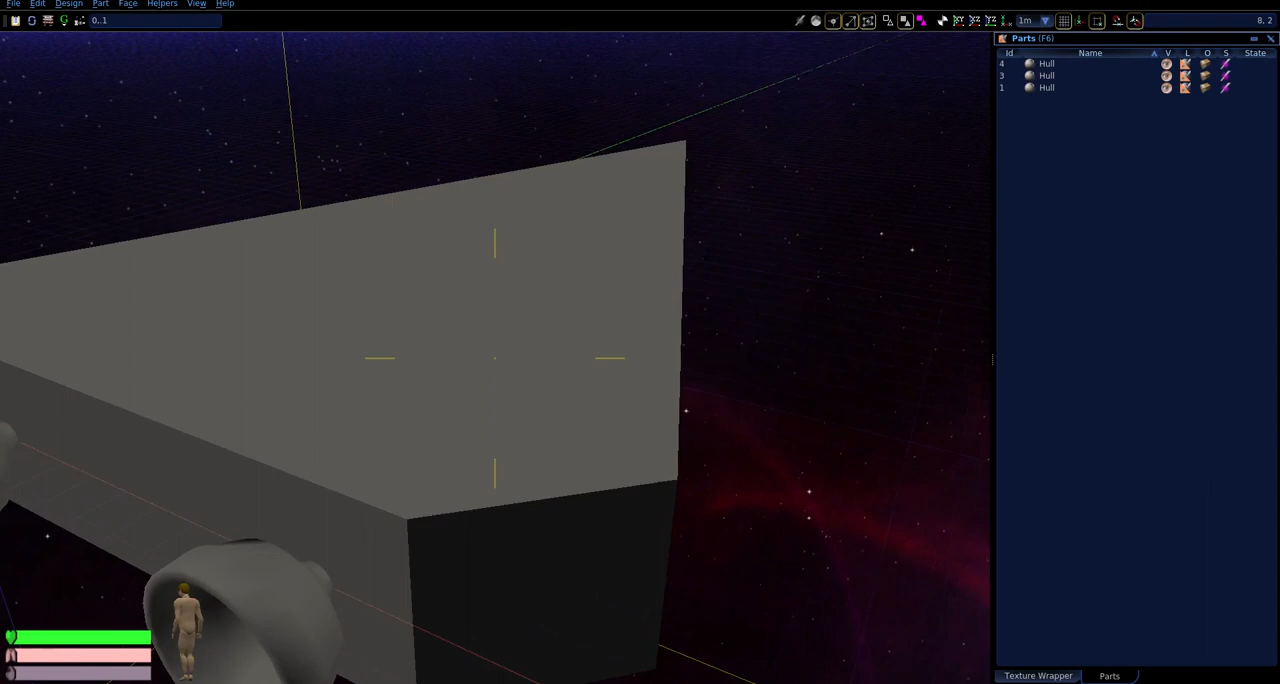 File Edit Design Part Face Helpers View Help
0..1 1m 8, 2
Parts (F6)
Id Name V L O S State
4 Hull
3 Hull
1 Hull
Texture Wrapper Parts